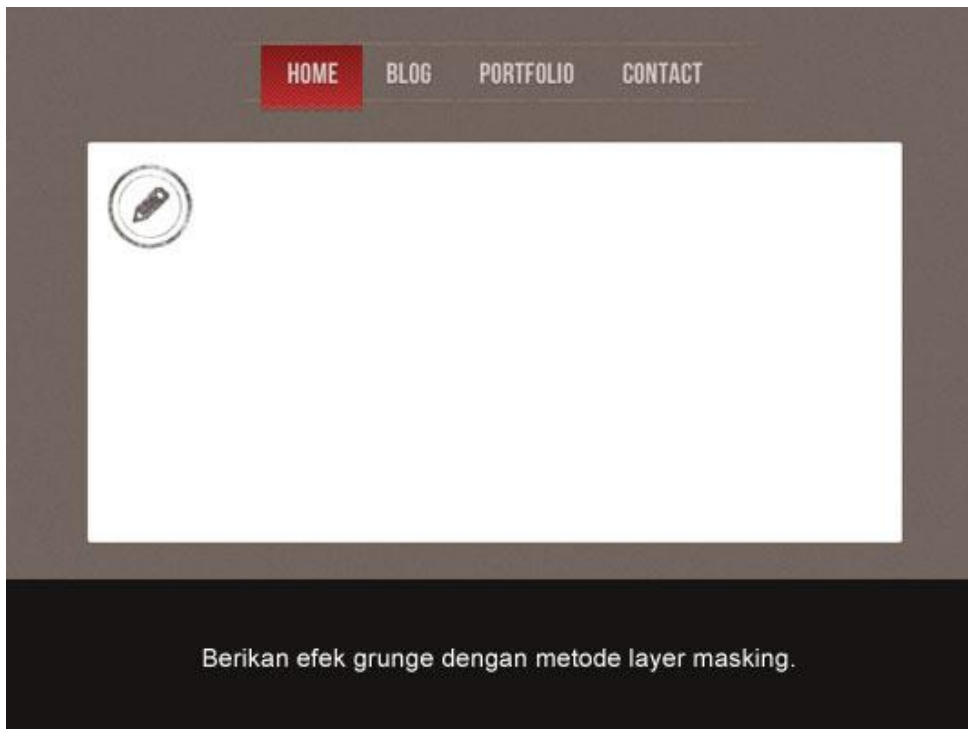 HOME BLOG PORTFOLIO CONTACT
Berikan efek grunge dengan metode layer masking.